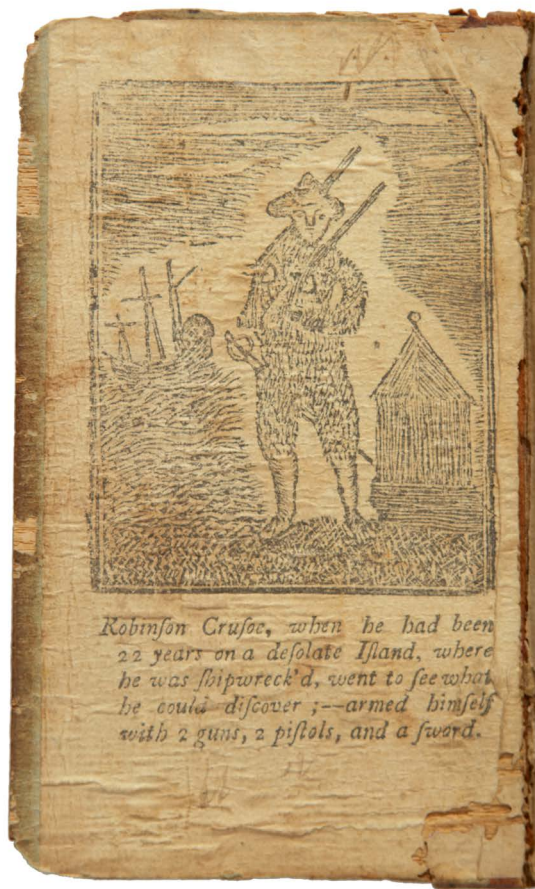 Robinſon Cruſoe, when he had been
22 years on a deſolate Iſland, where
he was ſhipwreck'd, went to ſee what
he could diſcover ;--armed himſelf
with 2 guns, 2 piſtols, and a ſword.